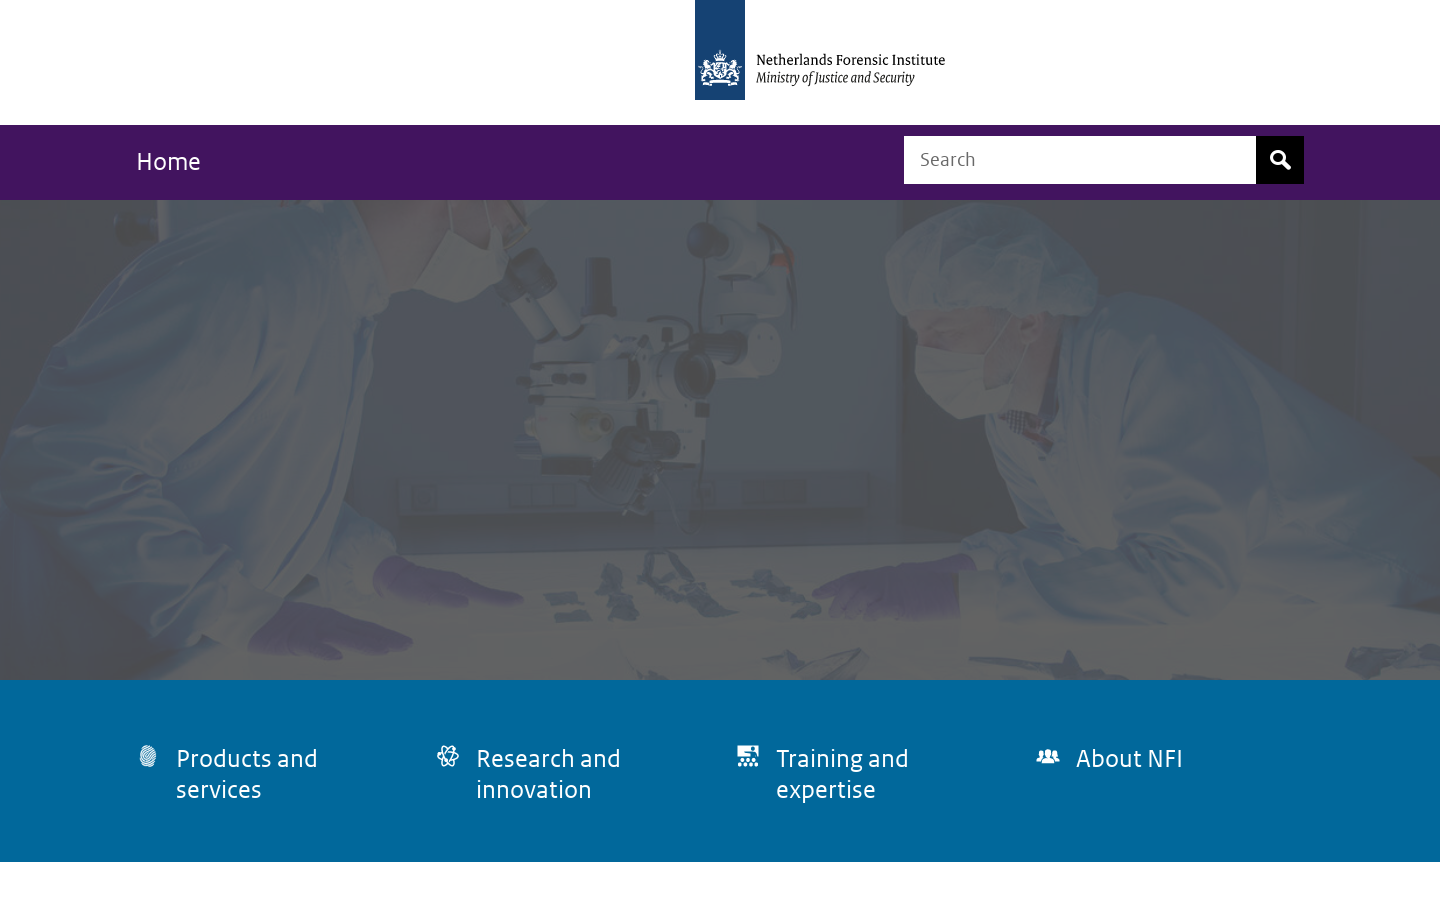 Netherlands Forensic Institute
Ministry of Justice and Security
Home
Search
Products and
services
Research and
innovation
Training and
expertise
About NFI